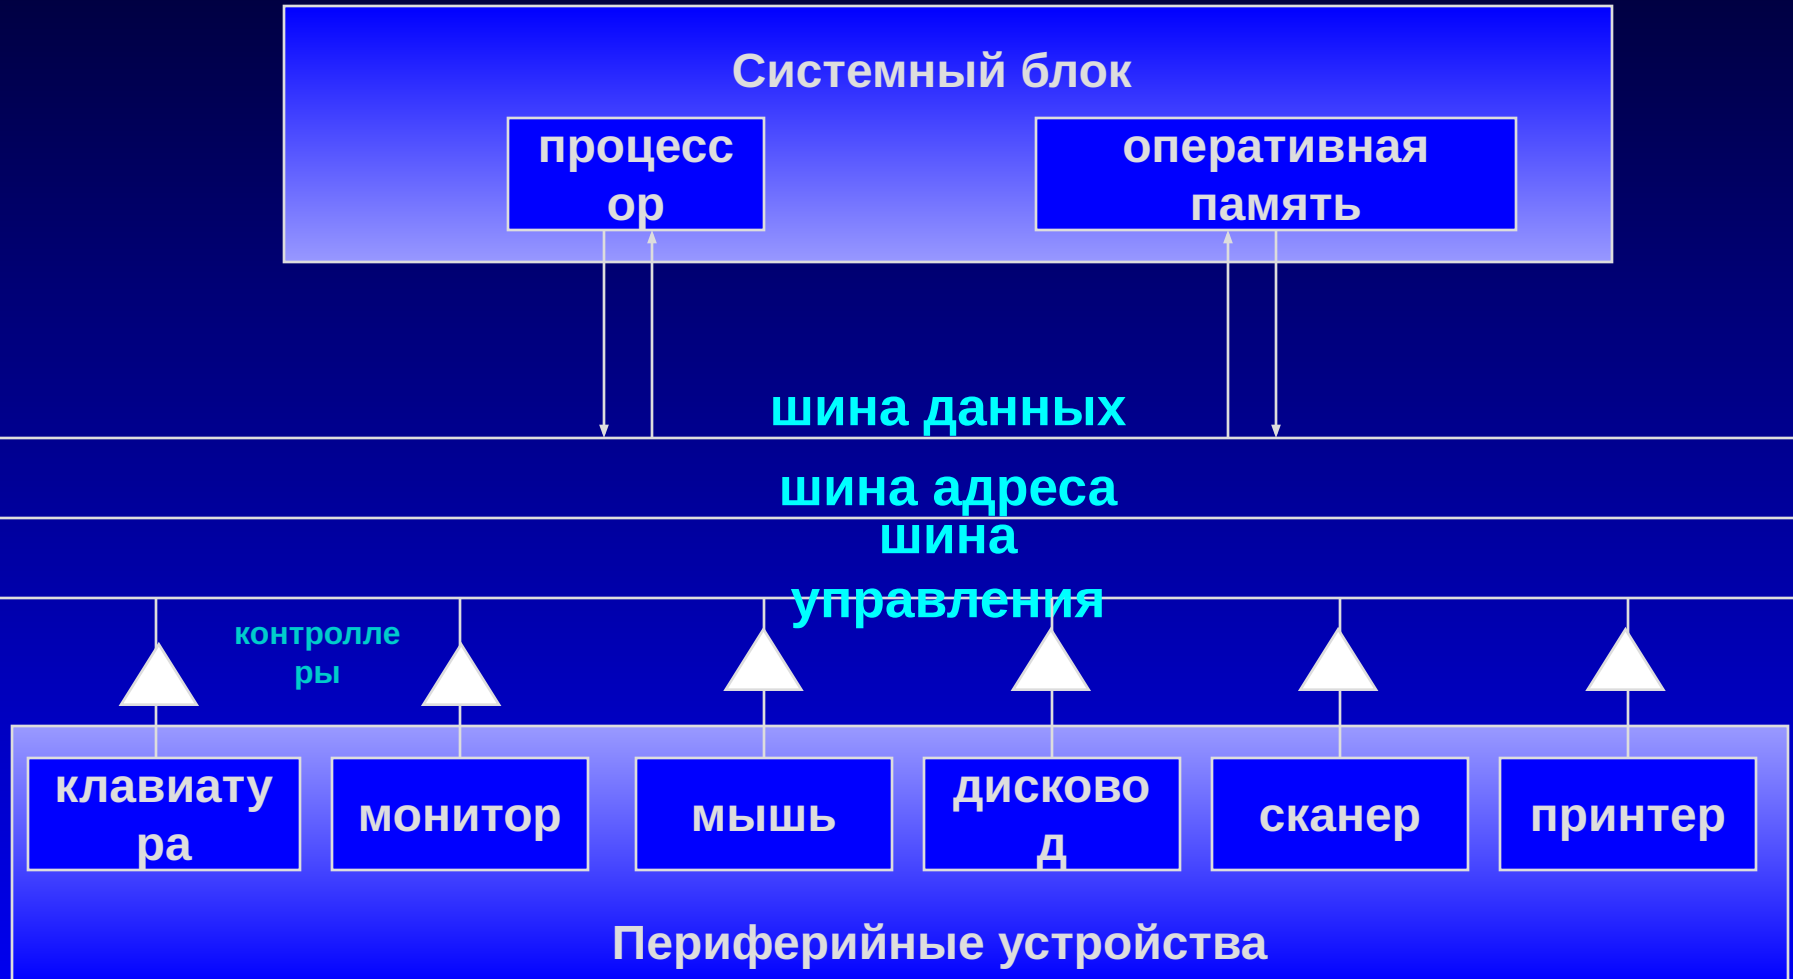 Системный блок
процесс
ор
оперативная
память
шина данных
шина адреса
шина
управления
контролле
ры
клавиату
ра
монитор
мышь
дисково
д
сканер
принтер
Периферийные устройства